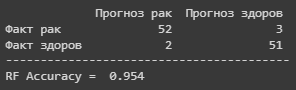 Прогноз рак Прогноз здоров
Факт рак 52 3
Факт здоров 2 51
----------------------------------------
RF Accuracy = 0.954